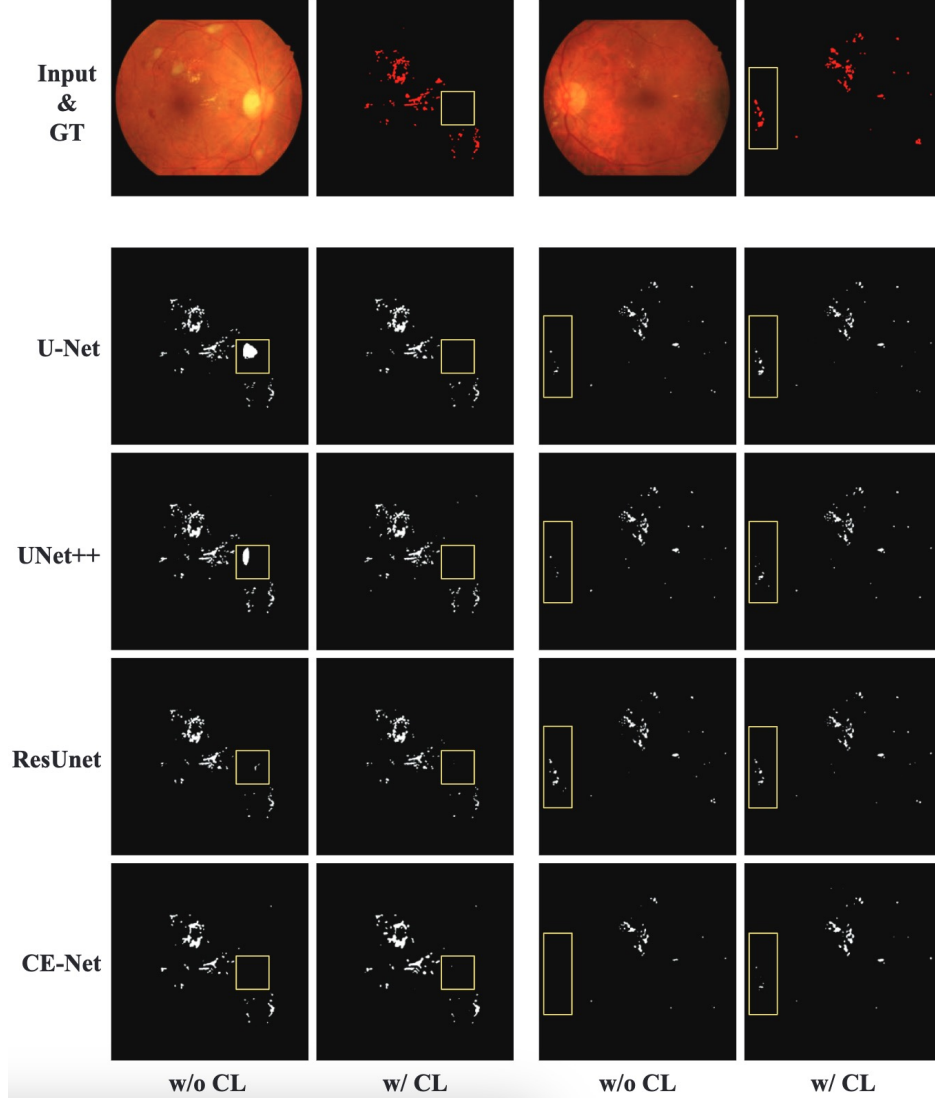 Input
&
GT
U-Net
UNet++
ResUnet
CE-Net
w/o CL
w/ CL
w/o CL
w/ CL